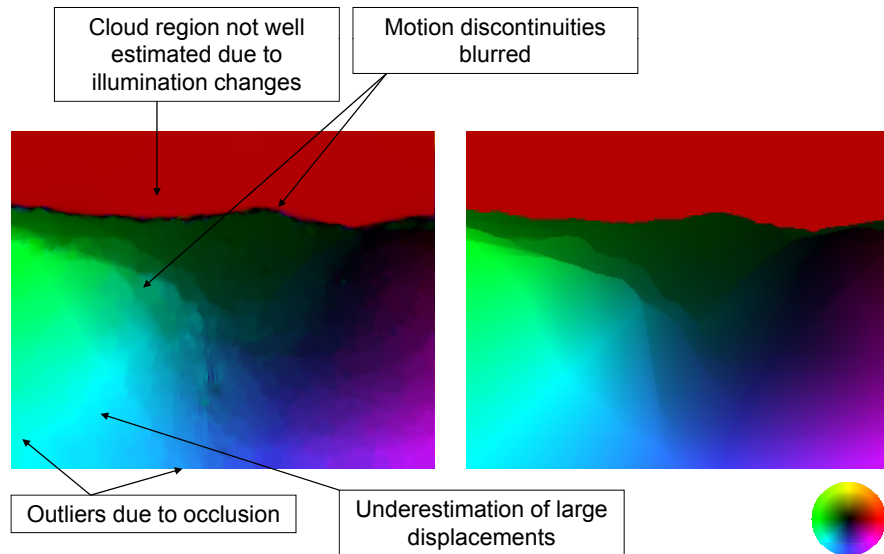 Cloud region not well
estimated due to
illumination changes
Motion discontinuities
blurred
Outliers due to occlusion
Underestimation of large
displacements